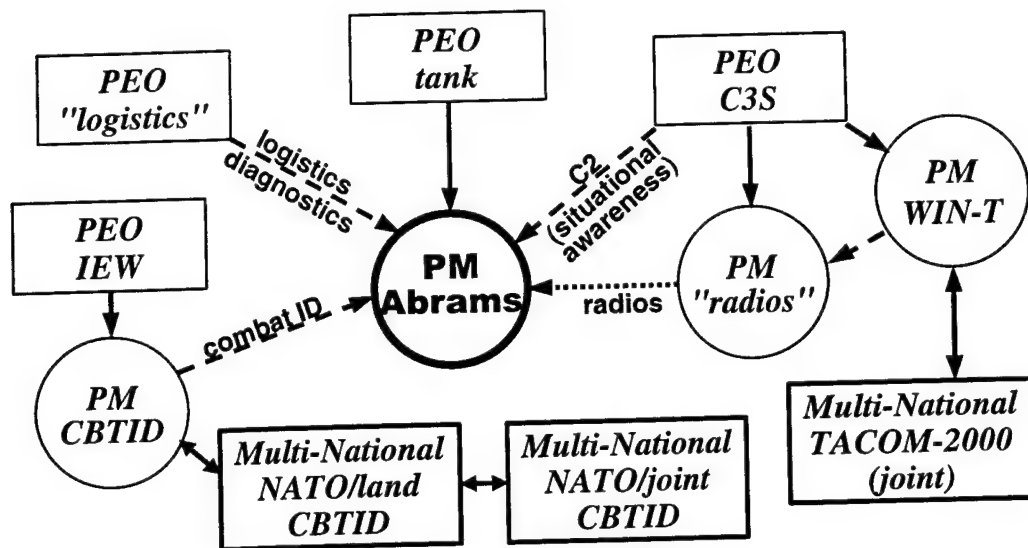 PEO
"logistics"
PEO
tank
PEO
C3S
PM
WIN-T
logistics
diagnostics
C2
(situational
awareness)
PEO
IEW
PM
Abrams
radios
PM
"radios"
combat ID
PM
CBTID
Multi-National
NATO/land
CBTID
Multi-National
NATO/joint
CBTID
Multi-National
TACOM-2000
(joint)